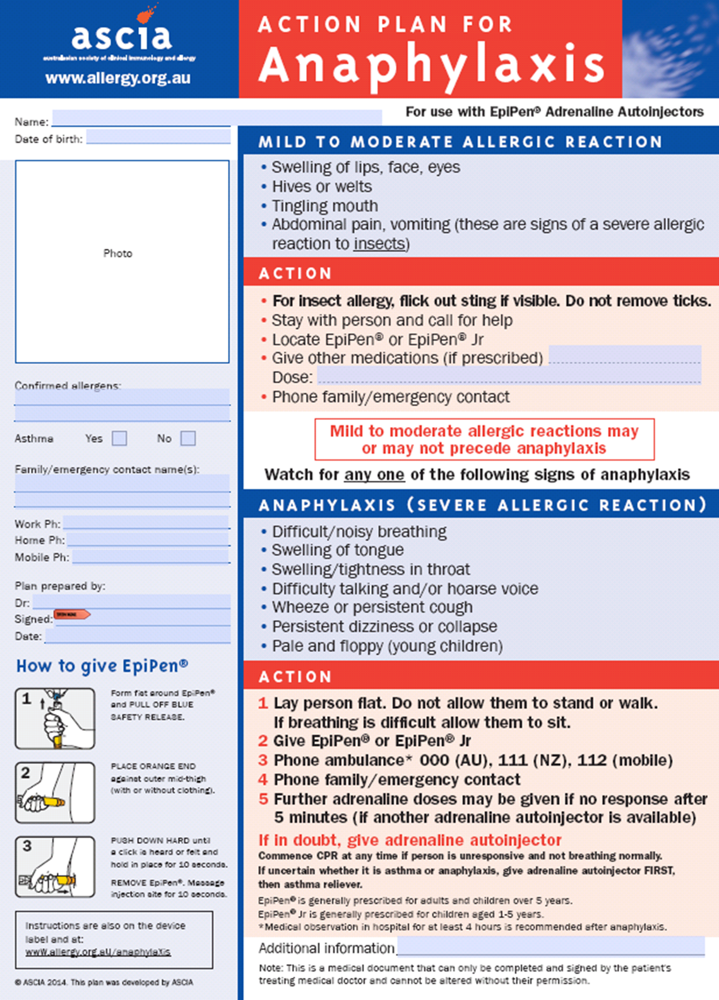 ascia
australasian society of clinical immunology and allergy
www.allergy.org.au
ACTION PLAN FOR
Anaphylaxis
For use with EpiPen® Adrenaline Autoinjectors
Name:
Date of birth:
Photo
Confirmed allergens:
Asthma Yes No
Family/emergency contact name(s):
Work Ph:
Home Ph:
Mobile Ph:
Plan prepared by:
Dr:
Signed:
Date:
How to give EpiPen®
1
Form fist around EpiPen®
and PULL OFF BLUE
SAFETY RELEASE.
2
PLACE ORANGE END
against outer mid-thigh
(with or without clothing).
3
PUSH DOWN HARD until
a click is heard or felt and
hold in place for 10 seconds.
REMOVE EpiPen®. Massage
injection site for 10 seconds.
Instructions are also on the device
label and at:
www.allergy.org.au/anaphylaxis
© ASCIA 2014. This plan was developed by ASCIA
MILD TO MODERATE ALLERGIC REACTION
• Swelling of lips, face, eyes
• Hives or welts
• Tingling mouth
• Abdominal pain, vomiting (these are signs of a severe allergic
reaction to insects)
ACTION
• For insect allergy, flick out sting if visible. Do not remove ticks.
• Stay with person and call for help
• Locate EpiPen® or EpiPen® Jr
• Give other medications (if prescribed)
Dose:
• Phone family/emergency contact
Mild to moderate allergic reactions may
or may not precede anaphylaxis
Watch for any one of the following signs of anaphylaxis
ANAPHYLAXIS (SEVERE ALLERGIC REACTION)
• Difficult/noisy breathing
• Swelling of tongue
• Swelling/tightness in throat
• Difficulty talking and/or hoarse voice
• Wheeze or persistent cough
• Persistent dizziness or collapse
• Pale and floppy (young children)
ACTION
1 Lay person flat. Do not allow them to stand or walk.
If breathing is difficult allow them to sit.
2 Give EpiPen® or EpiPen® Jr
3 Phone ambulance* 000 (AU), 111 (NZ), 112 (mobile)
4 Phone family/emergency contact
5 Further adrenaline doses may be given if no response after
5 minutes (if another adrenaline autoinjector is available)
If in doubt, give adrenaline autoinjector
Commence CPR at any time if person is unresponsive and not breathing normally.
If uncertain whether it is asthma or anaphylaxis, give adrenaline autoinjector FIRST,
then asthma reliever.
EpiPen® is generally prescribed for adults and children over 5 years.
EpiPen® Jr is generally prescribed for children aged 1-5 years.
*Medical observation in hospital for at least 4 hours is recommended after anaphylaxis.
Additional information
Note: This is a medical document that can only be completed and signed by the patient's
treating medical doctor and cannot be altered without their permission.